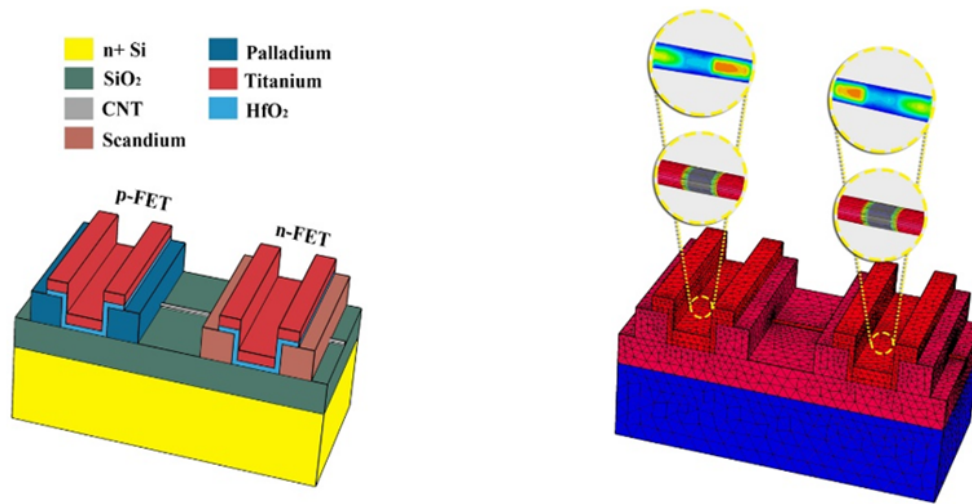 n+ Si
SiO₂
CNT
Scandium
Palladium
Titanium
HfO₂
p-FET
n-FET